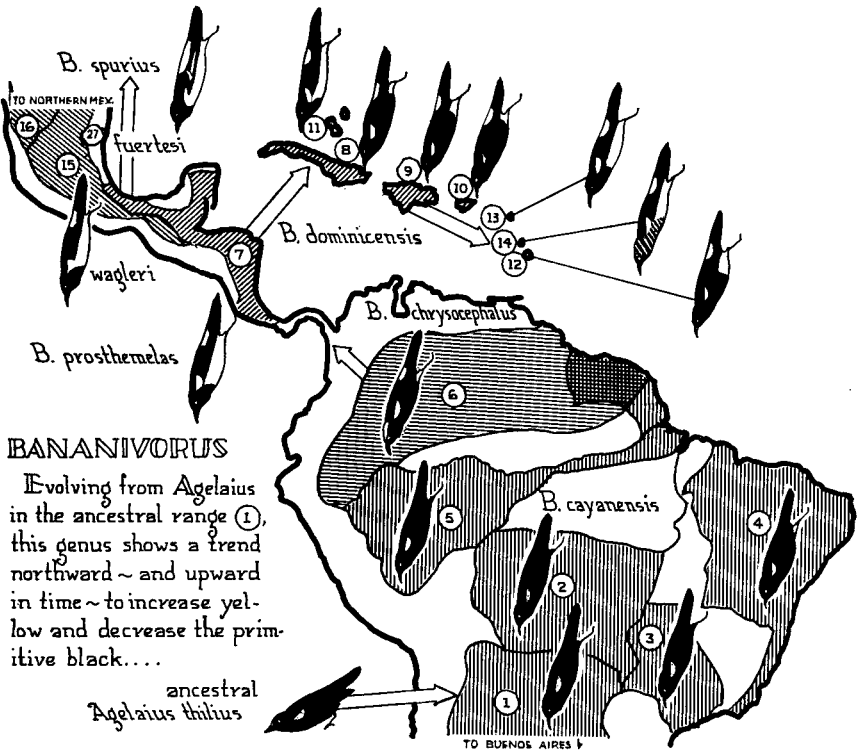 B. spurius
TO NORTHERN MEX.
16
27
fuertesi
15
11
8
9
10
13
14
12
7
B. dominicensis
wagleri
B. chrysocephalus
B. prosthemelas
6
BANANIVORUS
Evolving from Agelaius
in the ancestral range 1,
this genus shows a trend
northward ~ and upward
in time ~ to increase yel-
low and decrease the prim-
itive black....
B. cayanensis
5
4
2
3
1
ancestral
Agelaius thilius
TO BUENOS AIRES